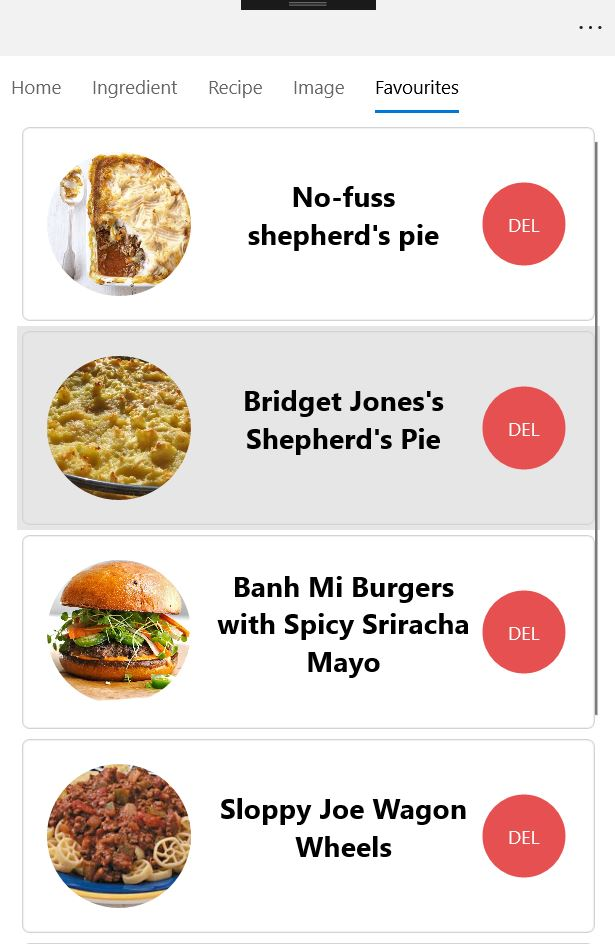 ...
Home Ingredient Recipe Image Favourites
No-fuss
shepherd's pie
DEL
Bridget Jones's
Shepherd's Pie
DEL
Banh Mi Burgers
with Spicy Sriracha
Mayo
DEL
Sloppy Joe Wagon
Wheels
DEL